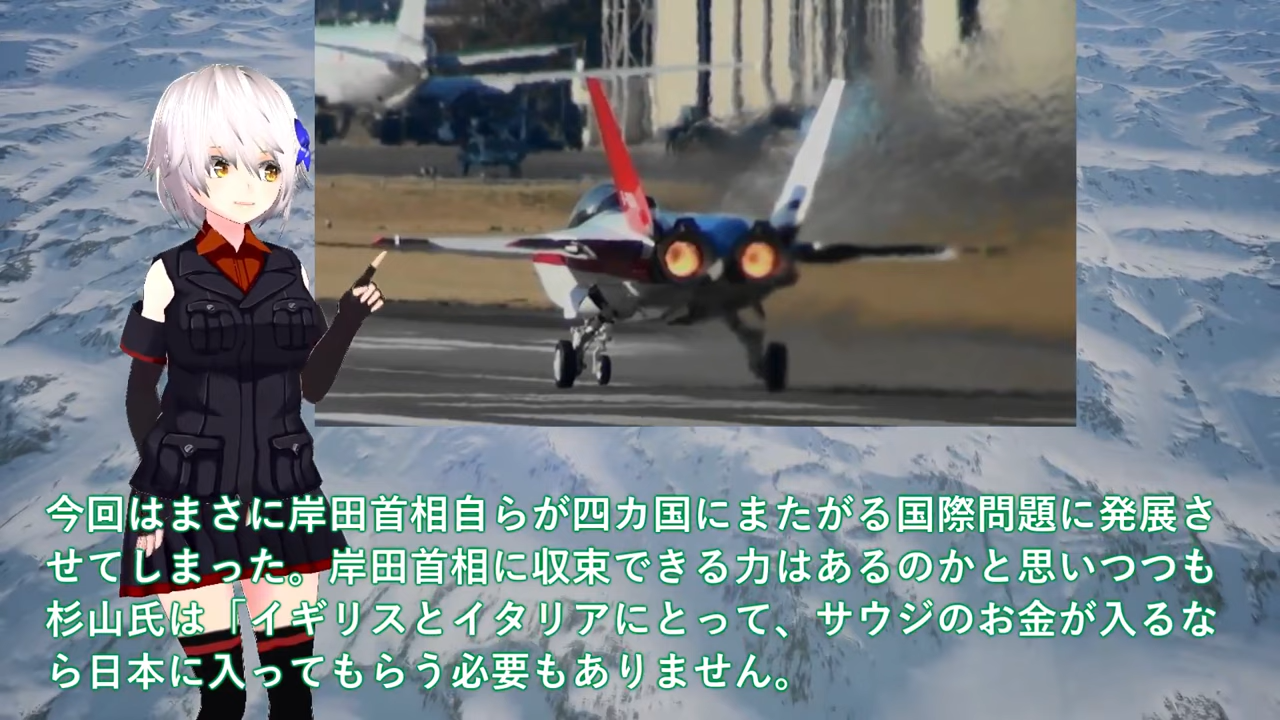 今回はまさに岸田首相自らが四カ国にまたがる国際問題に発展さ
せてしまった。岸田首相に収束できる力はあるのかと思いつつも
杉山氏は「イギリスとイタリアにとって、サウジのお金が入るな
ら日本に入ってもらう必要もありません。